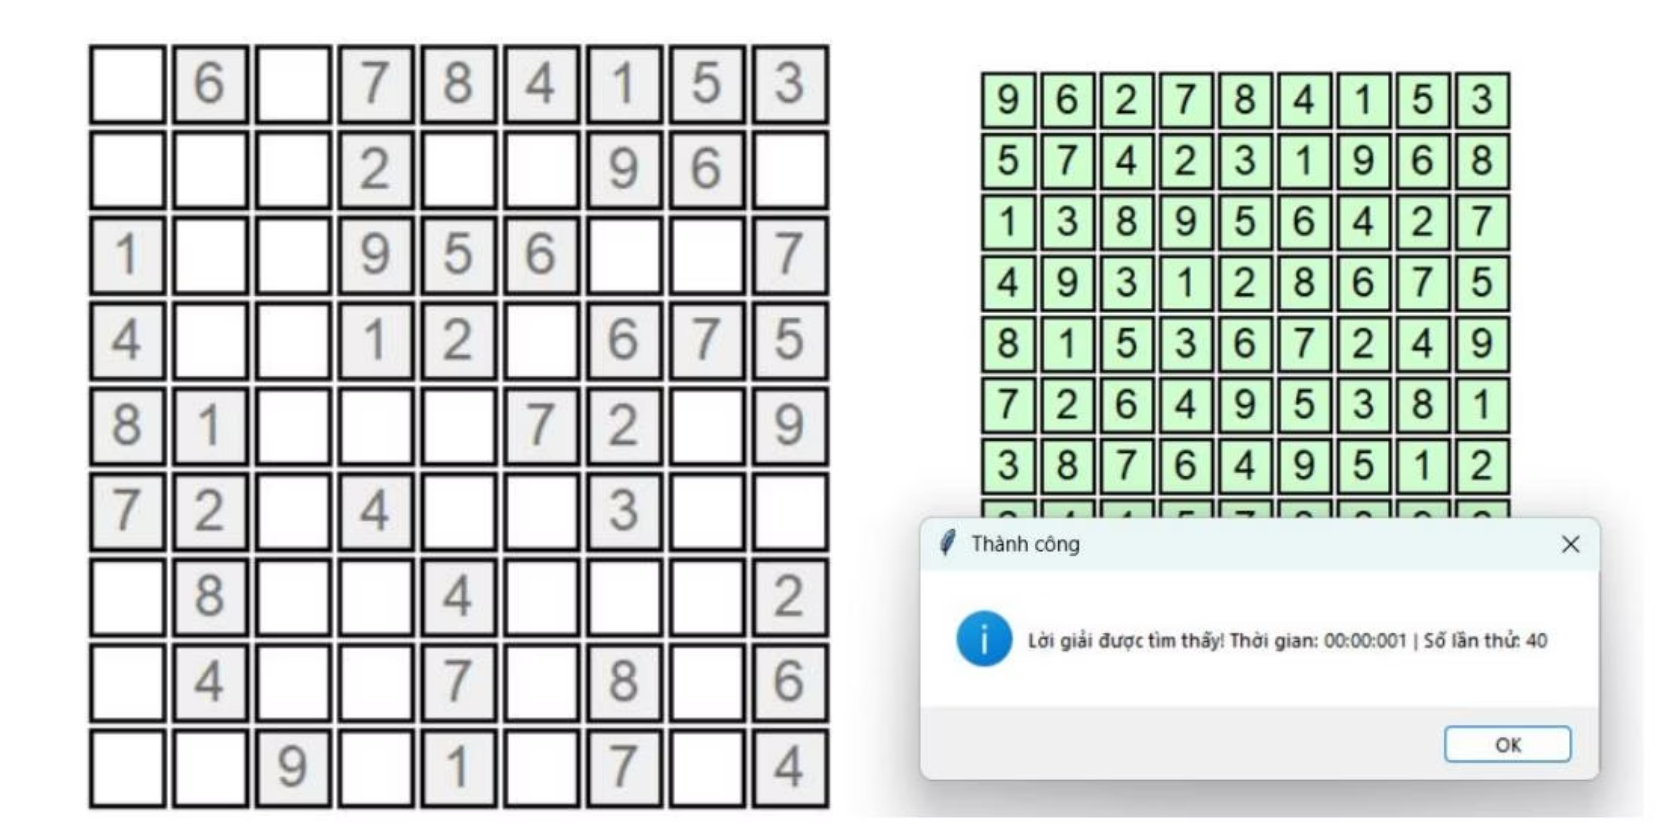 6 7 8 4 1 5 3
2 9 6
1 9 5 6 7
4 1 2 6 7 5
8 1 7 2 9
7 2 4 3
8 4 2
4 7 8 6
9 1 7 4
9 6 2 7 8 4 1 5 3
5 7 4 2 3 1 9 6 8
1 3 8 9 5 6 4 2 7
4 9 3 1 2 8 6 7 5
8 1 5 3 6 7 2 4 9
7 2 6 4 9 5 3 8 1
3 8 7 6 4 9 5 1 2
Thành công
Lời giải được tìm thấy! Thời gian: 00:00:001 | Số lần thử: 40
OK